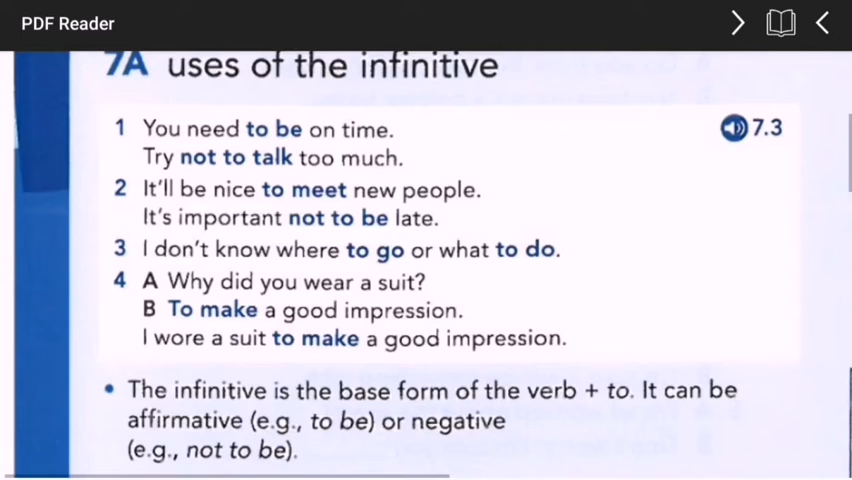 PDF Reader
7A uses of the infinitive
1 You need to be on time.
7.3
Try not to talk too much.
2 It'll be nice to meet new people.
It's important not to be late.
3 I don't know where to go or what to do.
4 A Why did you wear a suit?
B To make a good impression.
I wore a suit to make a good impression.
• The infinitive is the base form of the verb + to. It can be
affirmative (e.g., to be) or negative
(e.g., not to be).